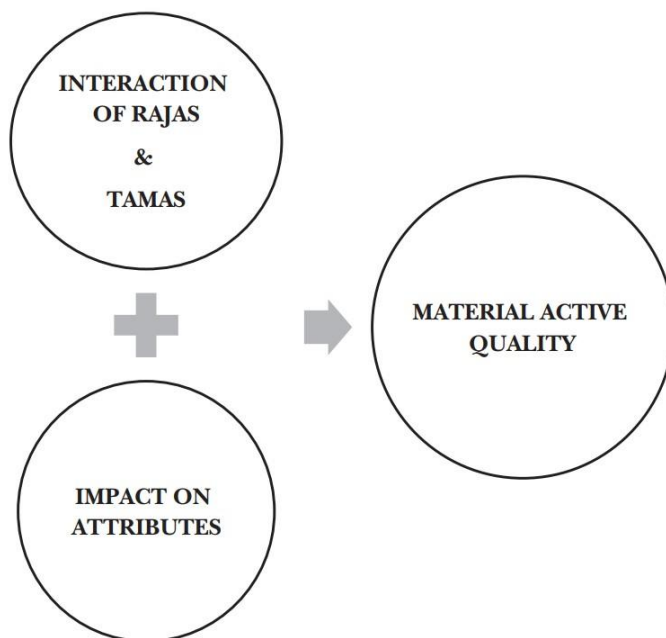 INTERACTION
OF RAJAS
&
TAMAS
MATERIAL ACTIVE
QUALITY
IMPACT ON
ATTRIBUTES